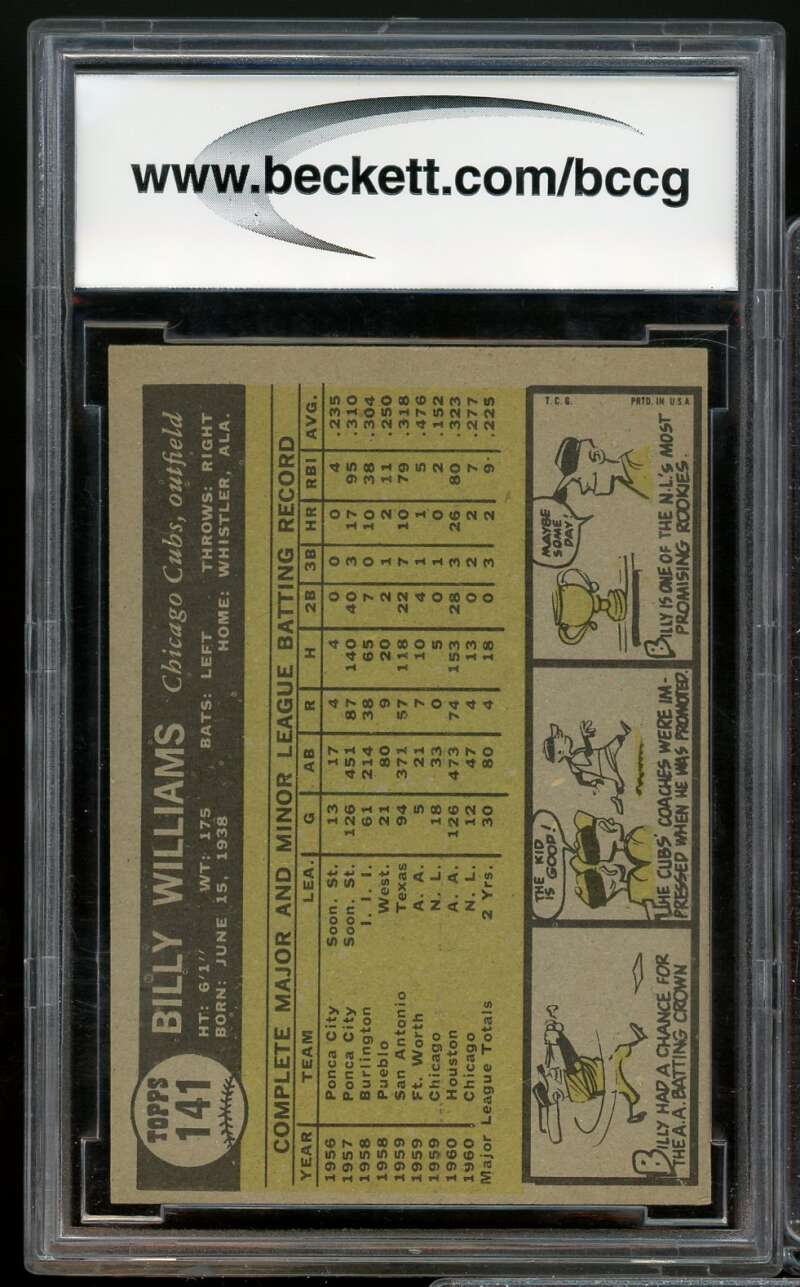 www.beckett.com/bccg
TOPPS
141
BILLY WILLIAMS Chicago Cubs, outfield
HT: 6'1" WT: 175 BATS: LEFT THROWS: RIGHT
BORN: JUNE 15, 1938 HOME: WHISTLER, ALA.
COMPLETE MAJOR AND MINOR LEAGUE BATTING RECORD
YEAR TEAM LEA. G AB R H 2B 3B HR RBI AVG.
1956 Ponca City Soon. St. 13 17 4 4 0 0 0 4 .235
1957 Ponca City Soon. St. 126 451 87 140 40 3 17 95 .310
1958 Burlington I. I. I. 61 214 38 65 7 0 10 38 .304
1958 Pueblo West. 21 80 9 20 2 1 2 11 .250
1959 San Antonio Texas 94 371 57 118 22 7 10 79 .318
1959 Ft. Worth A. A. 5 21 7 10 4 1 1 5 .476
1959 Chicago N. L. 18 33 0 5 0 1 0 2 .152
1960 Houston A. A. 126 473 74 153 28 3 26 80 .323
1960 Chicago N. L. 12 47 4 13 0 2 2 7 .277
Major League Totals 2 Yrs. 30 80 4 18 0 3 2 9 .225
BILLY HAD A CHANCE FOR
THE A.A. BATTING CROWN
THE KID
IS GOOD!
THE CUBS' COACHES WERE IM-
PRESSED WHEN HE WAS PROMOTED.
T.C.G. PRTD. IN U S A
MAYBE
SOME
DAY!
BILLY IS ONE OF THE N.L.'S MOST
PROMISING ROOKIES.